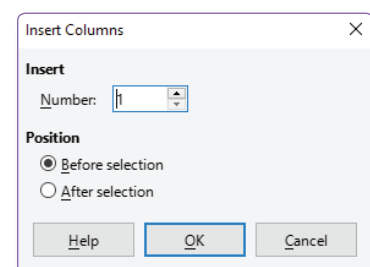 Insert Columns
Insert
Number: 1
Position
Before selection
After selection
Help OK Cancel